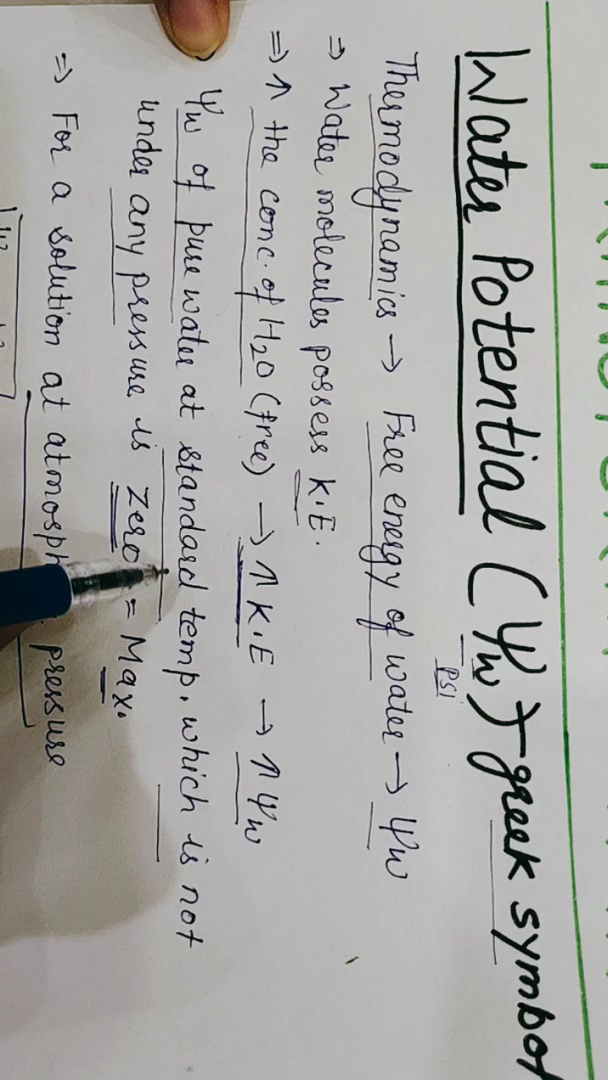 Water Potential (Ψw) → greek symbol
Psi
Thermodynamics → Free energy of water → Ψw
⇒ Water molecules possess K.E.
⇒ ↑ the conc. of H2O (free) → ↑ K.E → ↑ Ψw
Ψw of pure water at standard temp. which is not
under any pressure is zero = Max.
⇒ For a solution at pressure